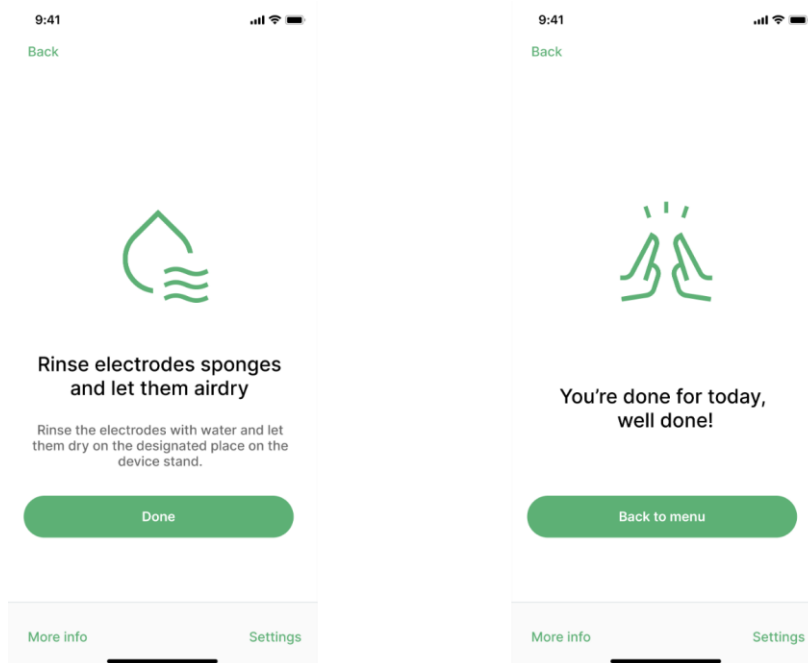 9:41
Back
Rinse electrodes sponges
and let them airdry
Rinse the electrodes with water and let
them dry on the designated place on the
device stand.
Done
More info
Settings
9:41
Back
You’re done for today,
well done!
Back to menu
More info
Settings